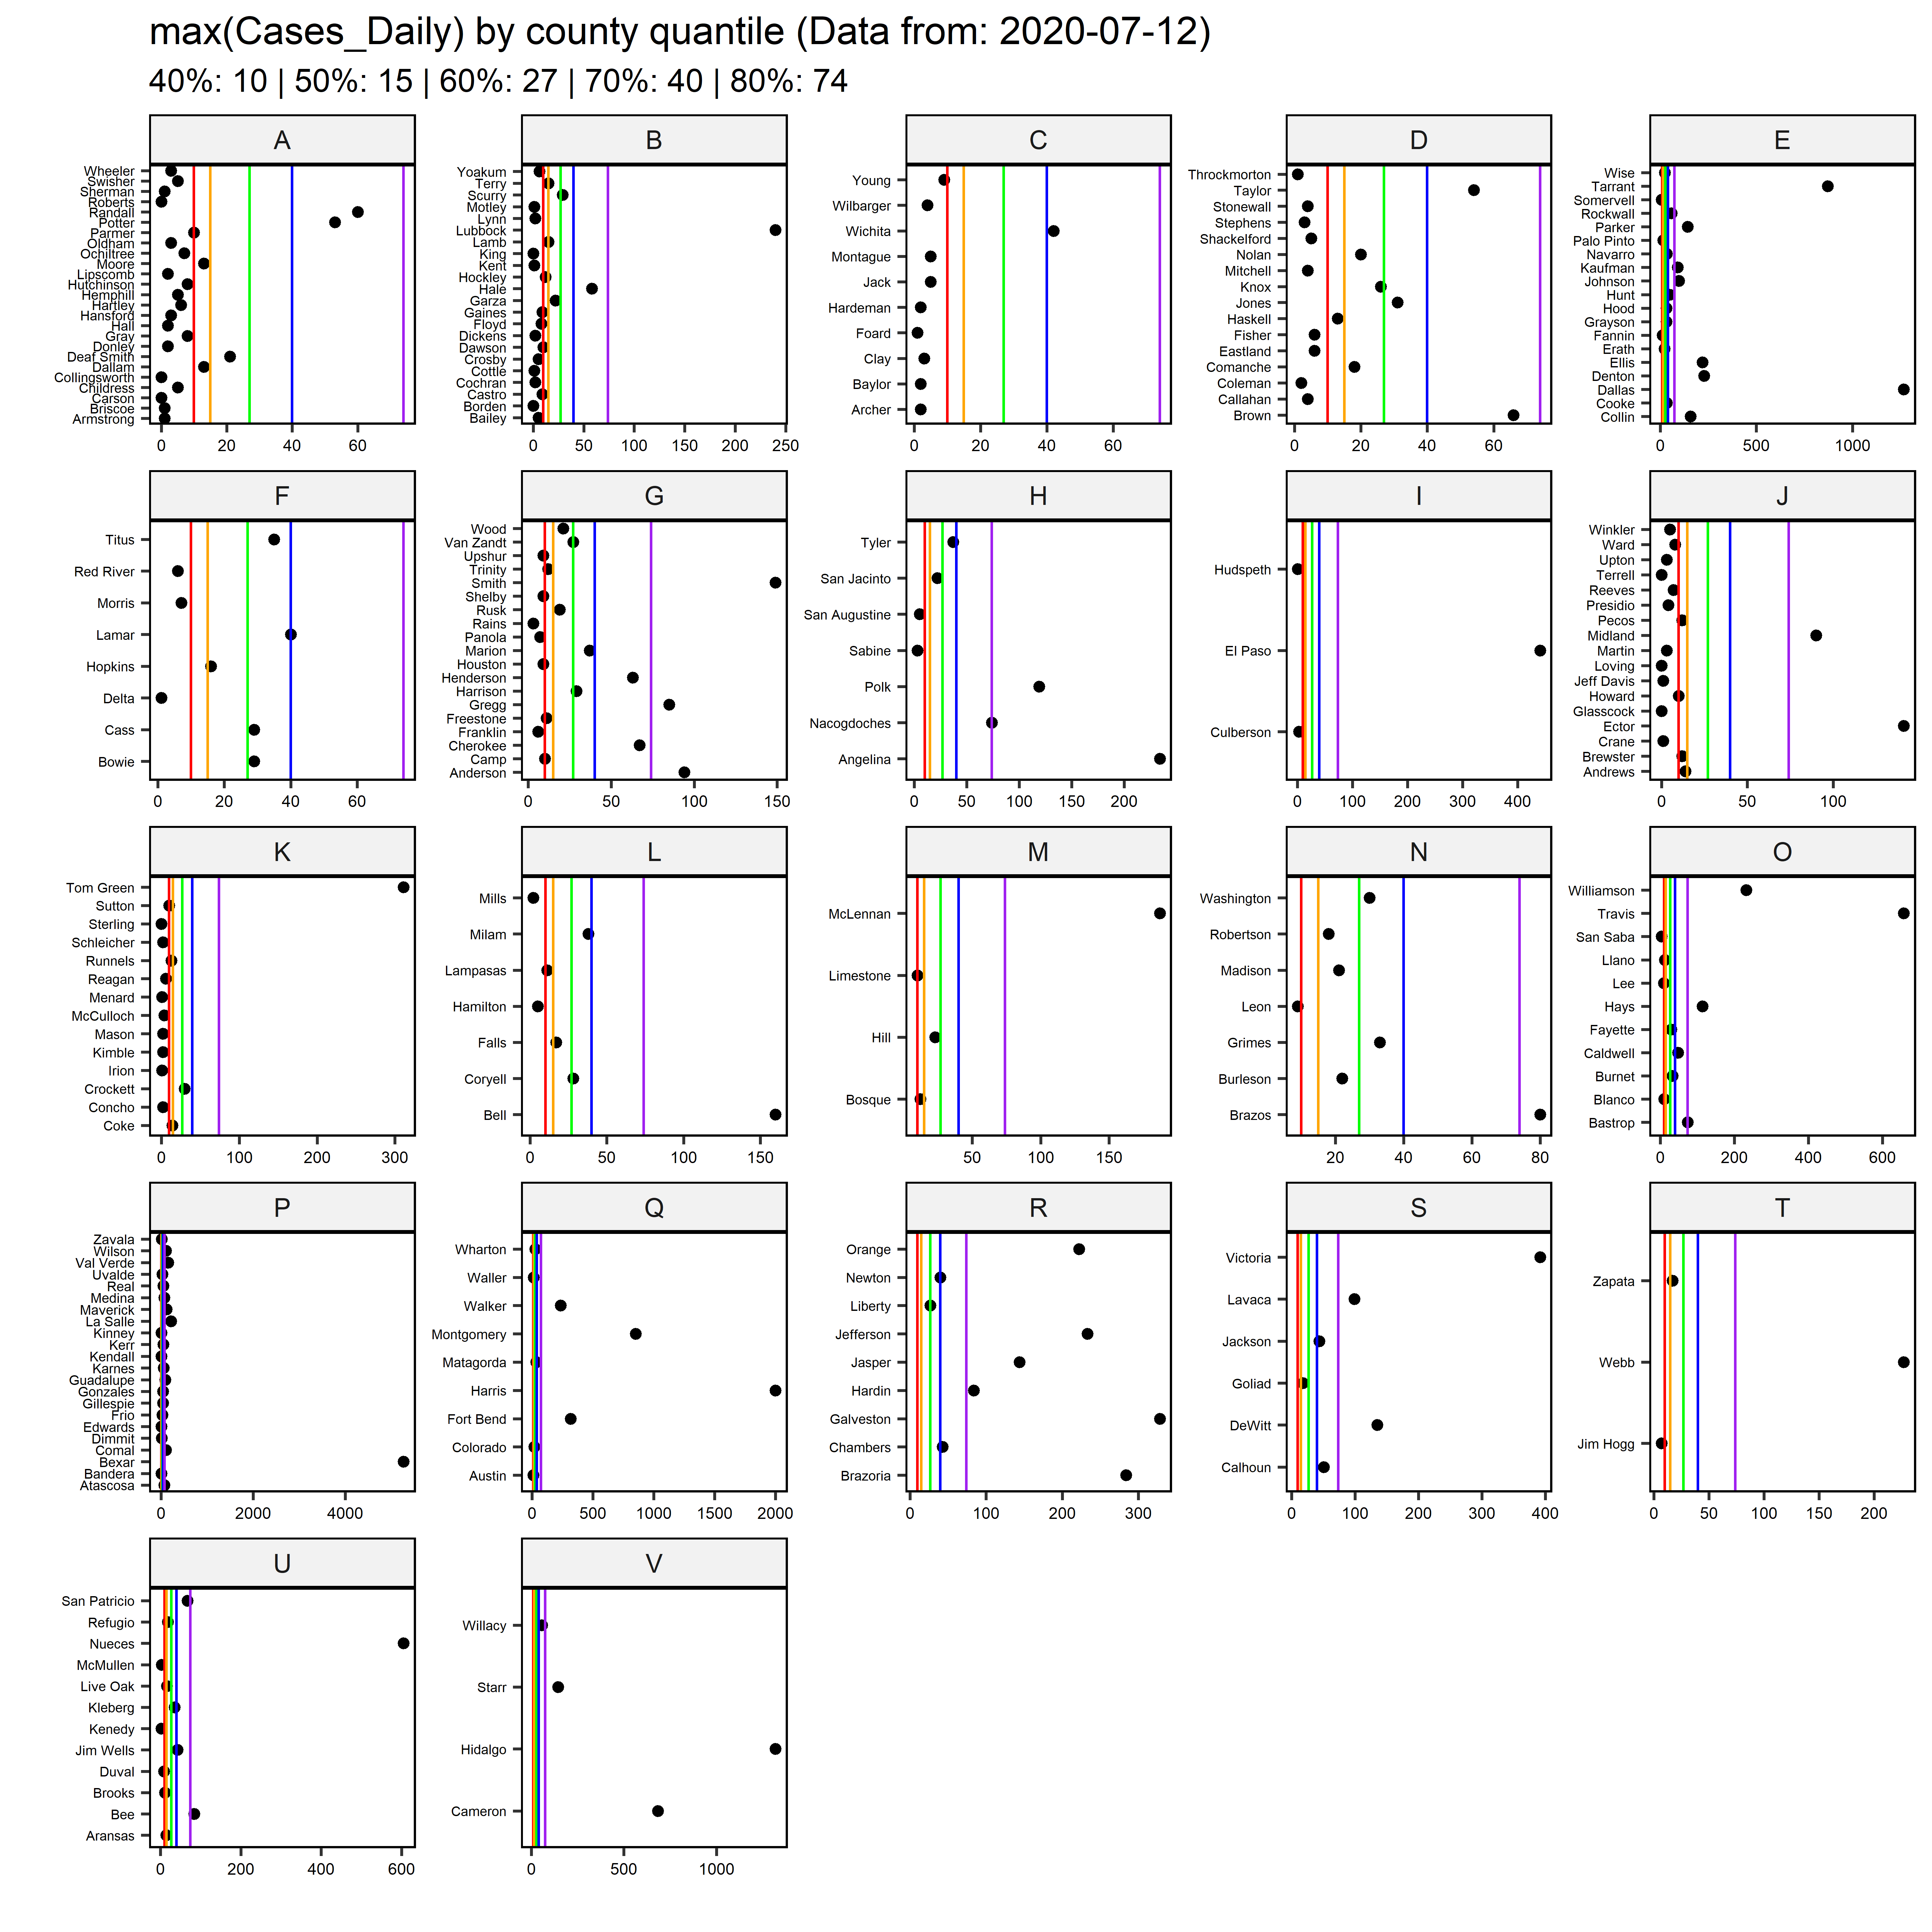 max(Cases_Daily) by county quantile (Data from: 2020-07-12)
40%: 10 | 50%: 15 | 60%: 27 | 70%: 40 | 80%: 74
A
Wheeler
Swisher
Sherman
Roberts
Randall
Potter
Parmer
Oldham
Ochiltree
Moore
Lipscomb
Hutchinson
Hemphill
Hartley
Hansford
Hall
Gray
Donley
Deaf Smith
Dallam
Collingsworth
Childress
Carson
Briscoe
Armstrong
0 20 40 60
B
Yoakum
Terry
Scurry
Motley
Lynn
Lubbock
Lamb
King
Kent
Hockley
Hale
Garza
Gaines
Floyd
Dickens
Dawson
Crosby
Cottle
Cochran
Castro
Borden
Bailey
0 50 100 150 200 250
C
Young
Wilbarger
Wichita
Montague
Jack
Hardeman
Foard
Clay
Baylor
Archer
0 20 40 60
D
Throckmorton
Taylor
Stonewall
Stephens
Shackelford
Nolan
Mitchell
Knox
Jones
Haskell
Fisher
Eastland
Comanche
Coleman
Callahan
Brown
0 20 40 60
E
Wise
Tarrant
Somervell
Rockwall
Parker
Palo Pinto
Navarro
Kaufman
Johnson
Hunt
Hood
Grayson
Fannin
Erath
Ellis
Denton
Dallas
Cooke
Collin
0 500 1000
F
Titus
Red River
Morris
Lamar
Hopkins
Delta
Cass
Bowie
0 20 40 60
G
Wood
Van Zandt
Upshur
Trinity
Smith
Shelby
Rusk
Rains
Panola
Marion
Houston
Henderson
Harrison
Gregg
Freestone
Franklin
Cherokee
Camp
Anderson
0 50 100 150
H
Tyler
San Jacinto
San Augustine
Sabine
Polk
Nacogdoches
Angelina
0 50 100 150 200
I
Hudspeth
El Paso
Culberson
0 100 200 300 400
J
Winkler
Ward
Upton
Terrell
Reeves
Presidio
Pecos
Midland
Martin
Loving
Jeff Davis
Howard
Glasscock
Ector
Crane
Brewster
Andrews
0 50 100
K
Tom Green
Sutton
Sterling
Schleicher
Runnels
Reagan
Menard
McCulloch
Mason
Kimble
Irion
Crockett
Concho
Coke
0 100 200 300
L
Mills
Milam
Lampasas
Hamilton
Falls
Coryell
Bell
0 50 100 150
M
McLennan
Limestone
Hill
Bosque
50 100 150
N
Washington
Robertson
Madison
Leon
Grimes
Burleson
Brazos
20 40 60 80
O
Williamson
Travis
San Saba
Llano
Lee
Hays
Fayette
Caldwell
Burnet
Blanco
Bastrop
0 200 400 600
P
Zavala
Wilson
Val Verde
Uvalde
Real
Medina
Maverick
La Salle
Kinney
Kerr
Kendall
Karnes
Guadalupe
Gonzales
Gillespie
Frio
Edwards
Dimmit
Comal
Bexar
Bandera
Atascosa
0 2000 4000
Q
Wharton
Waller
Walker
Montgomery
Matagorda
Harris
Fort Bend
Colorado
Austin
0 500 1000 1500 2000
R
Orange
Newton
Liberty
Jefferson
Jasper
Hardin
Galveston
Chambers
Brazoria
0 100 200 300
S
Victoria
Lavaca
Jackson
Goliad
DeWitt
Calhoun
0 100 200 300 400
T
Zapata
Webb
Jim Hogg
0 50 100 150 200
U
San Patricio
Refugio
Nueces
McMullen
Live Oak
Kleberg
Kenedy
Jim Wells
Duval
Brooks
Bee
Aransas
0 200 400 600
V
Willacy
Starr
Hidalgo
Cameron
0 500 1000